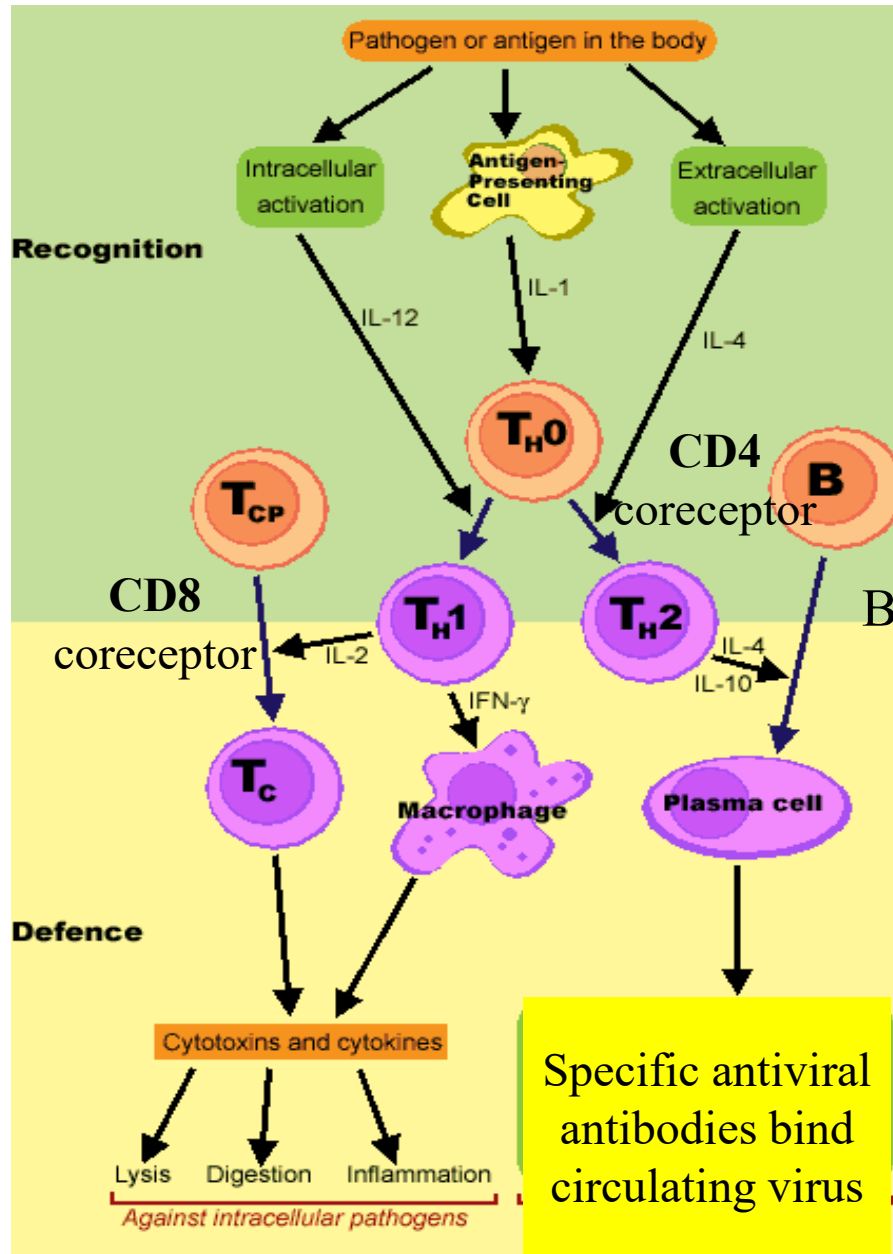 Pathogen or antigen in the body
Intracellular
activation
Antigen-
Presenting
Cell
Extracellular
activation
Recognition
IL-12
IL-1
IL-4
TH0
CD4
coreceptor
B
TCP
CD8
coreceptor
TH1
TH2
B
IL-2
IL-4
IL-10
IFN-γ
TC
Macrophage
Plasma cell
Defence
Cytotoxins and cytokines
Specific antiviral
antibodies bind
circulating virus
Lysis Digestion Inflammation
Against intracellular pathogens